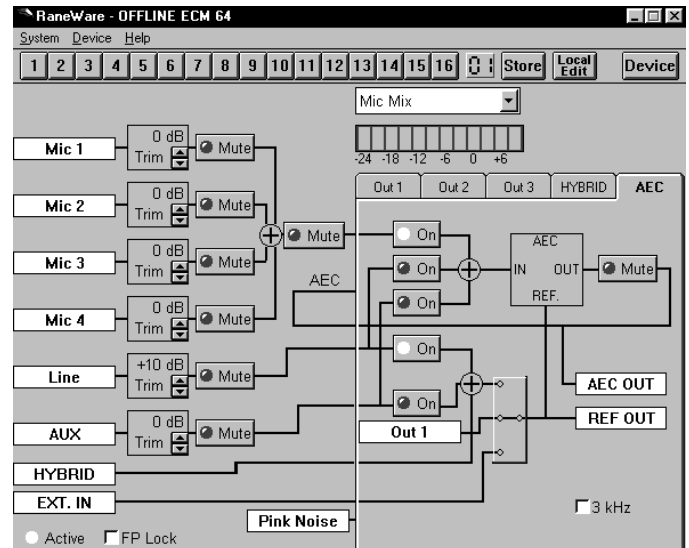 RaneWare - OFFLINE ECM 64
System Device Help
1 2 3 4 5 6 7 8 9 10 11 12 13 14 15 16 01 Store Local Edit Device
Mic Mix
-24 -18 -12 -6 0 +6
Out 1 Out 2 Out 3 HYBRID AEC
Mic 1 0 dB Trim Mute
Mic 2 0 dB Trim Mute
Mic 3 0 dB Trim Mute
Mic 4 0 dB Trim Mute
Line +10 dB Trim Mute
AUX 0 dB Trim Mute
HYBRID
EXT. IN
Mute
AEC
On
On
On
On
On
AEC
IN OUT
REF.
Mute
Out 1
AEC OUT
REF OUT
Pink Noise
3 kHz
Active FP Lock